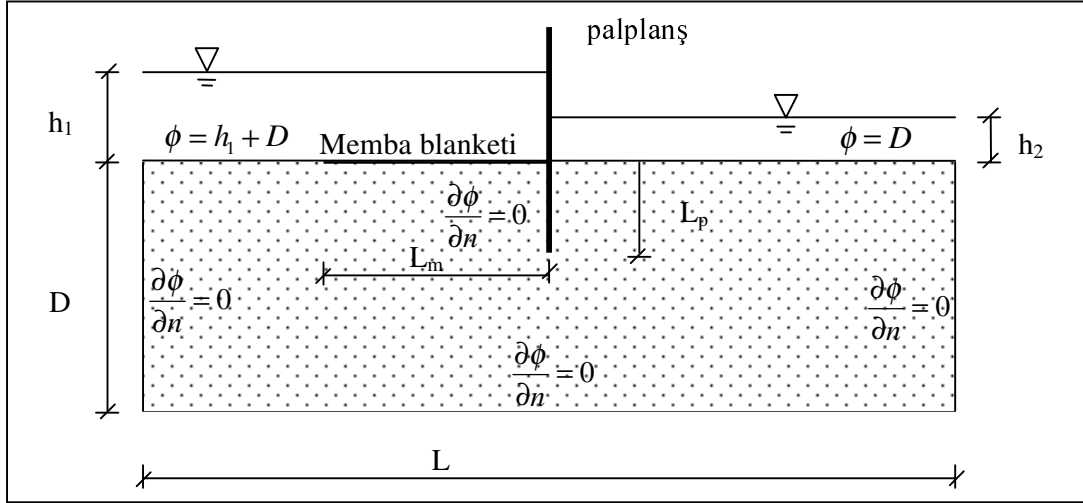 palplanş
h₁
ϕ = h₁ + D
Memba blanketi
ϕ = D
h₂
∂ϕ/∂n = 0
Lₚ
Lₘ
D
∂ϕ/∂n = 0
∂ϕ/∂n = 0
∂ϕ/∂n = 0
L